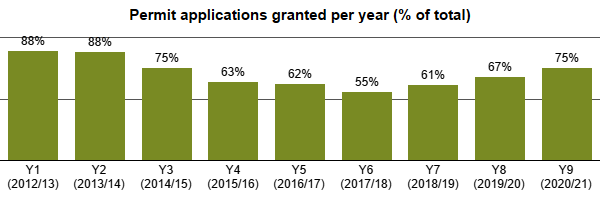 Permit applications granted per year (% of total)
88% 88% 75% 63% 62% 55% 61% 67% 75%
Y1 Y2 Y3 Y4 Y5 Y6 Y7 Y8 Y9
(2012/13) (2013/14) (2014/15) (2015/16) (2016/17) (2017/18) (2018/19) (2019/20) (2020/21)